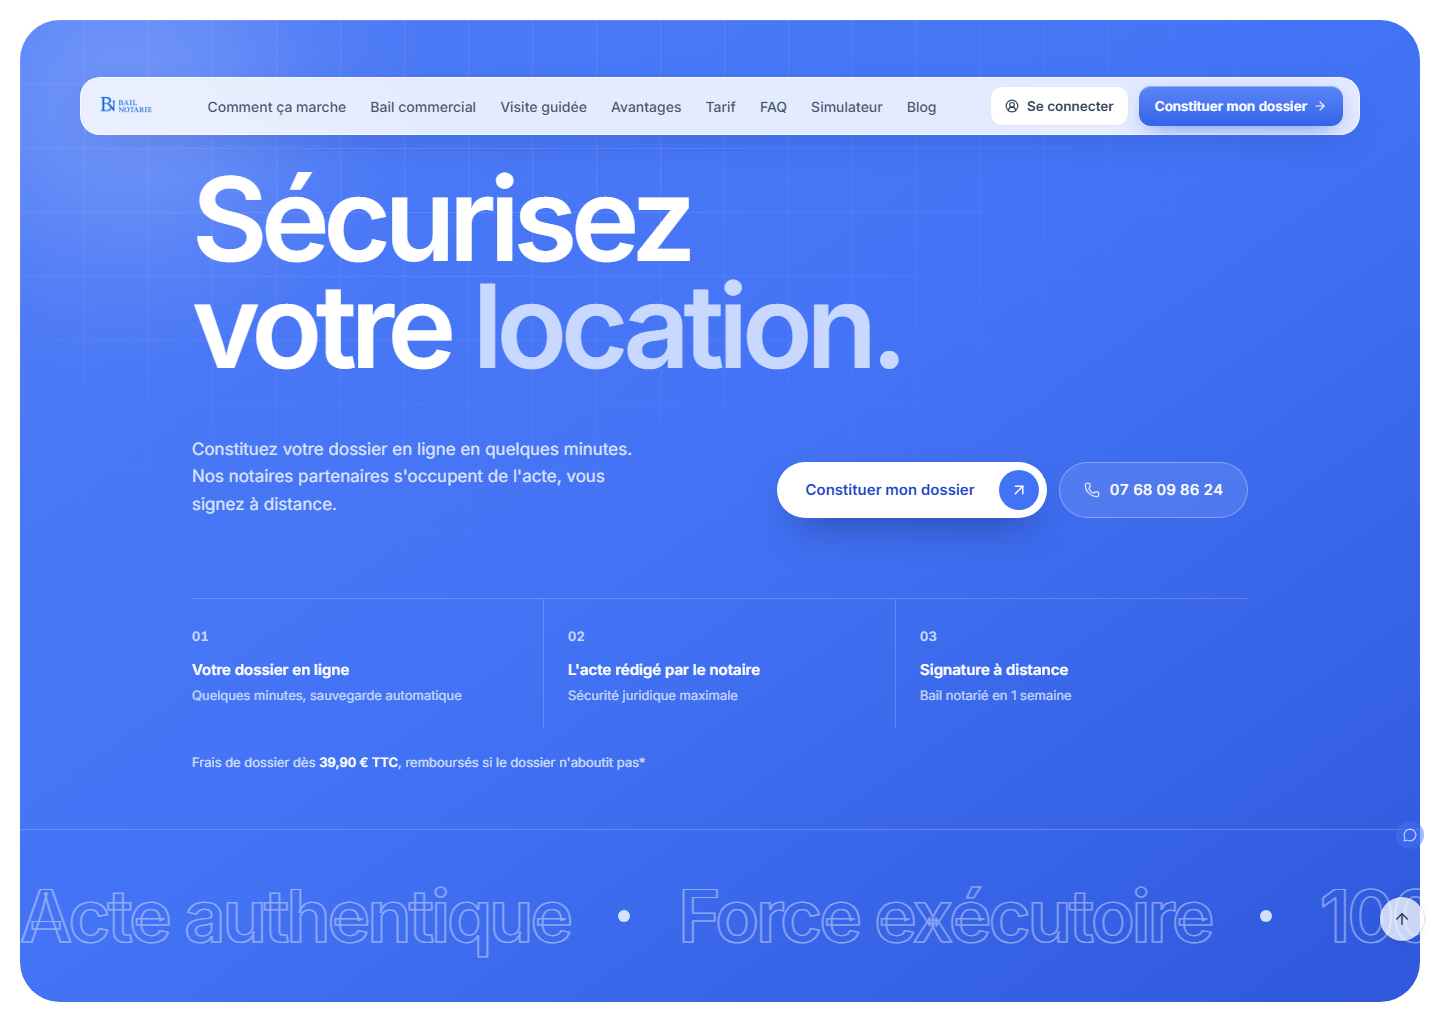 BAIL
NOTARIE
Comment ça marche
Bail commercial
Visite guidée
Avantages
Tarif
FAQ
Simulateur
Blog
Se connecter
Constituer mon dossier
Sécurisez
votre location.
Constituez votre dossier en ligne en quelques minutes.
Nos notaires partenaires s'occupent de l'acte, vous
signez à distance.
Constituer mon dossier
07 68 09 86 24
01
Votre dossier en ligne
Quelques minutes, sauvegarde automatique
02
L'acte rédigé par le notaire
Sécurité juridique maximale
03
Signature à distance
Bail notarié en 1 semaine
Frais de dossier dès 39,90 € TTC, remboursés si le dossier n'aboutit pas*
Acte authentique • Force exécutoire •